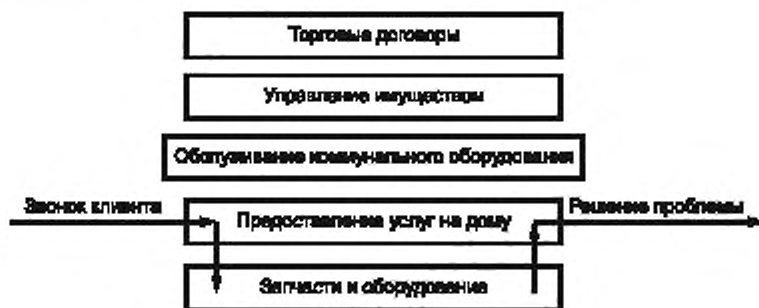 Торговые договоры
Управление имуществом
Обслуживание коммунального оборудования
Звонок клиента
Предоставление услуг на дому
Решение проблемы
Запчасти и оборудование